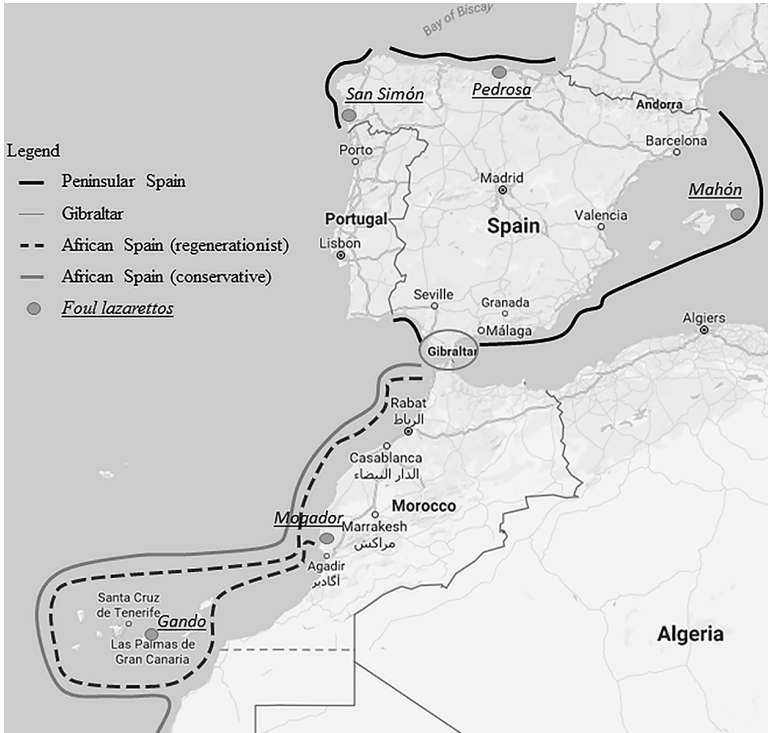 Bay of Biscay
San Simón
Pedrosa
Andorra
Legend
Porto
Barcelona
Peninsular Spain
Madrid
Mahón
Gibraltar
Portugal
Spain
Valencia
African Spain (regenerationist)
Lisbon
African Spain (conservative)
Seville
Granada
Foul lazarettos
Málaga
Algiers
Gibraltar
Rabat
الرباط
Casablanca
الدار البيضاء
Morocco
Mogador
Marrakesh
مراكش
Agadir
أگادير
Santa Cruz
de Tenerife
Gando
Las Palmas de
Gran Canaria
Algeria